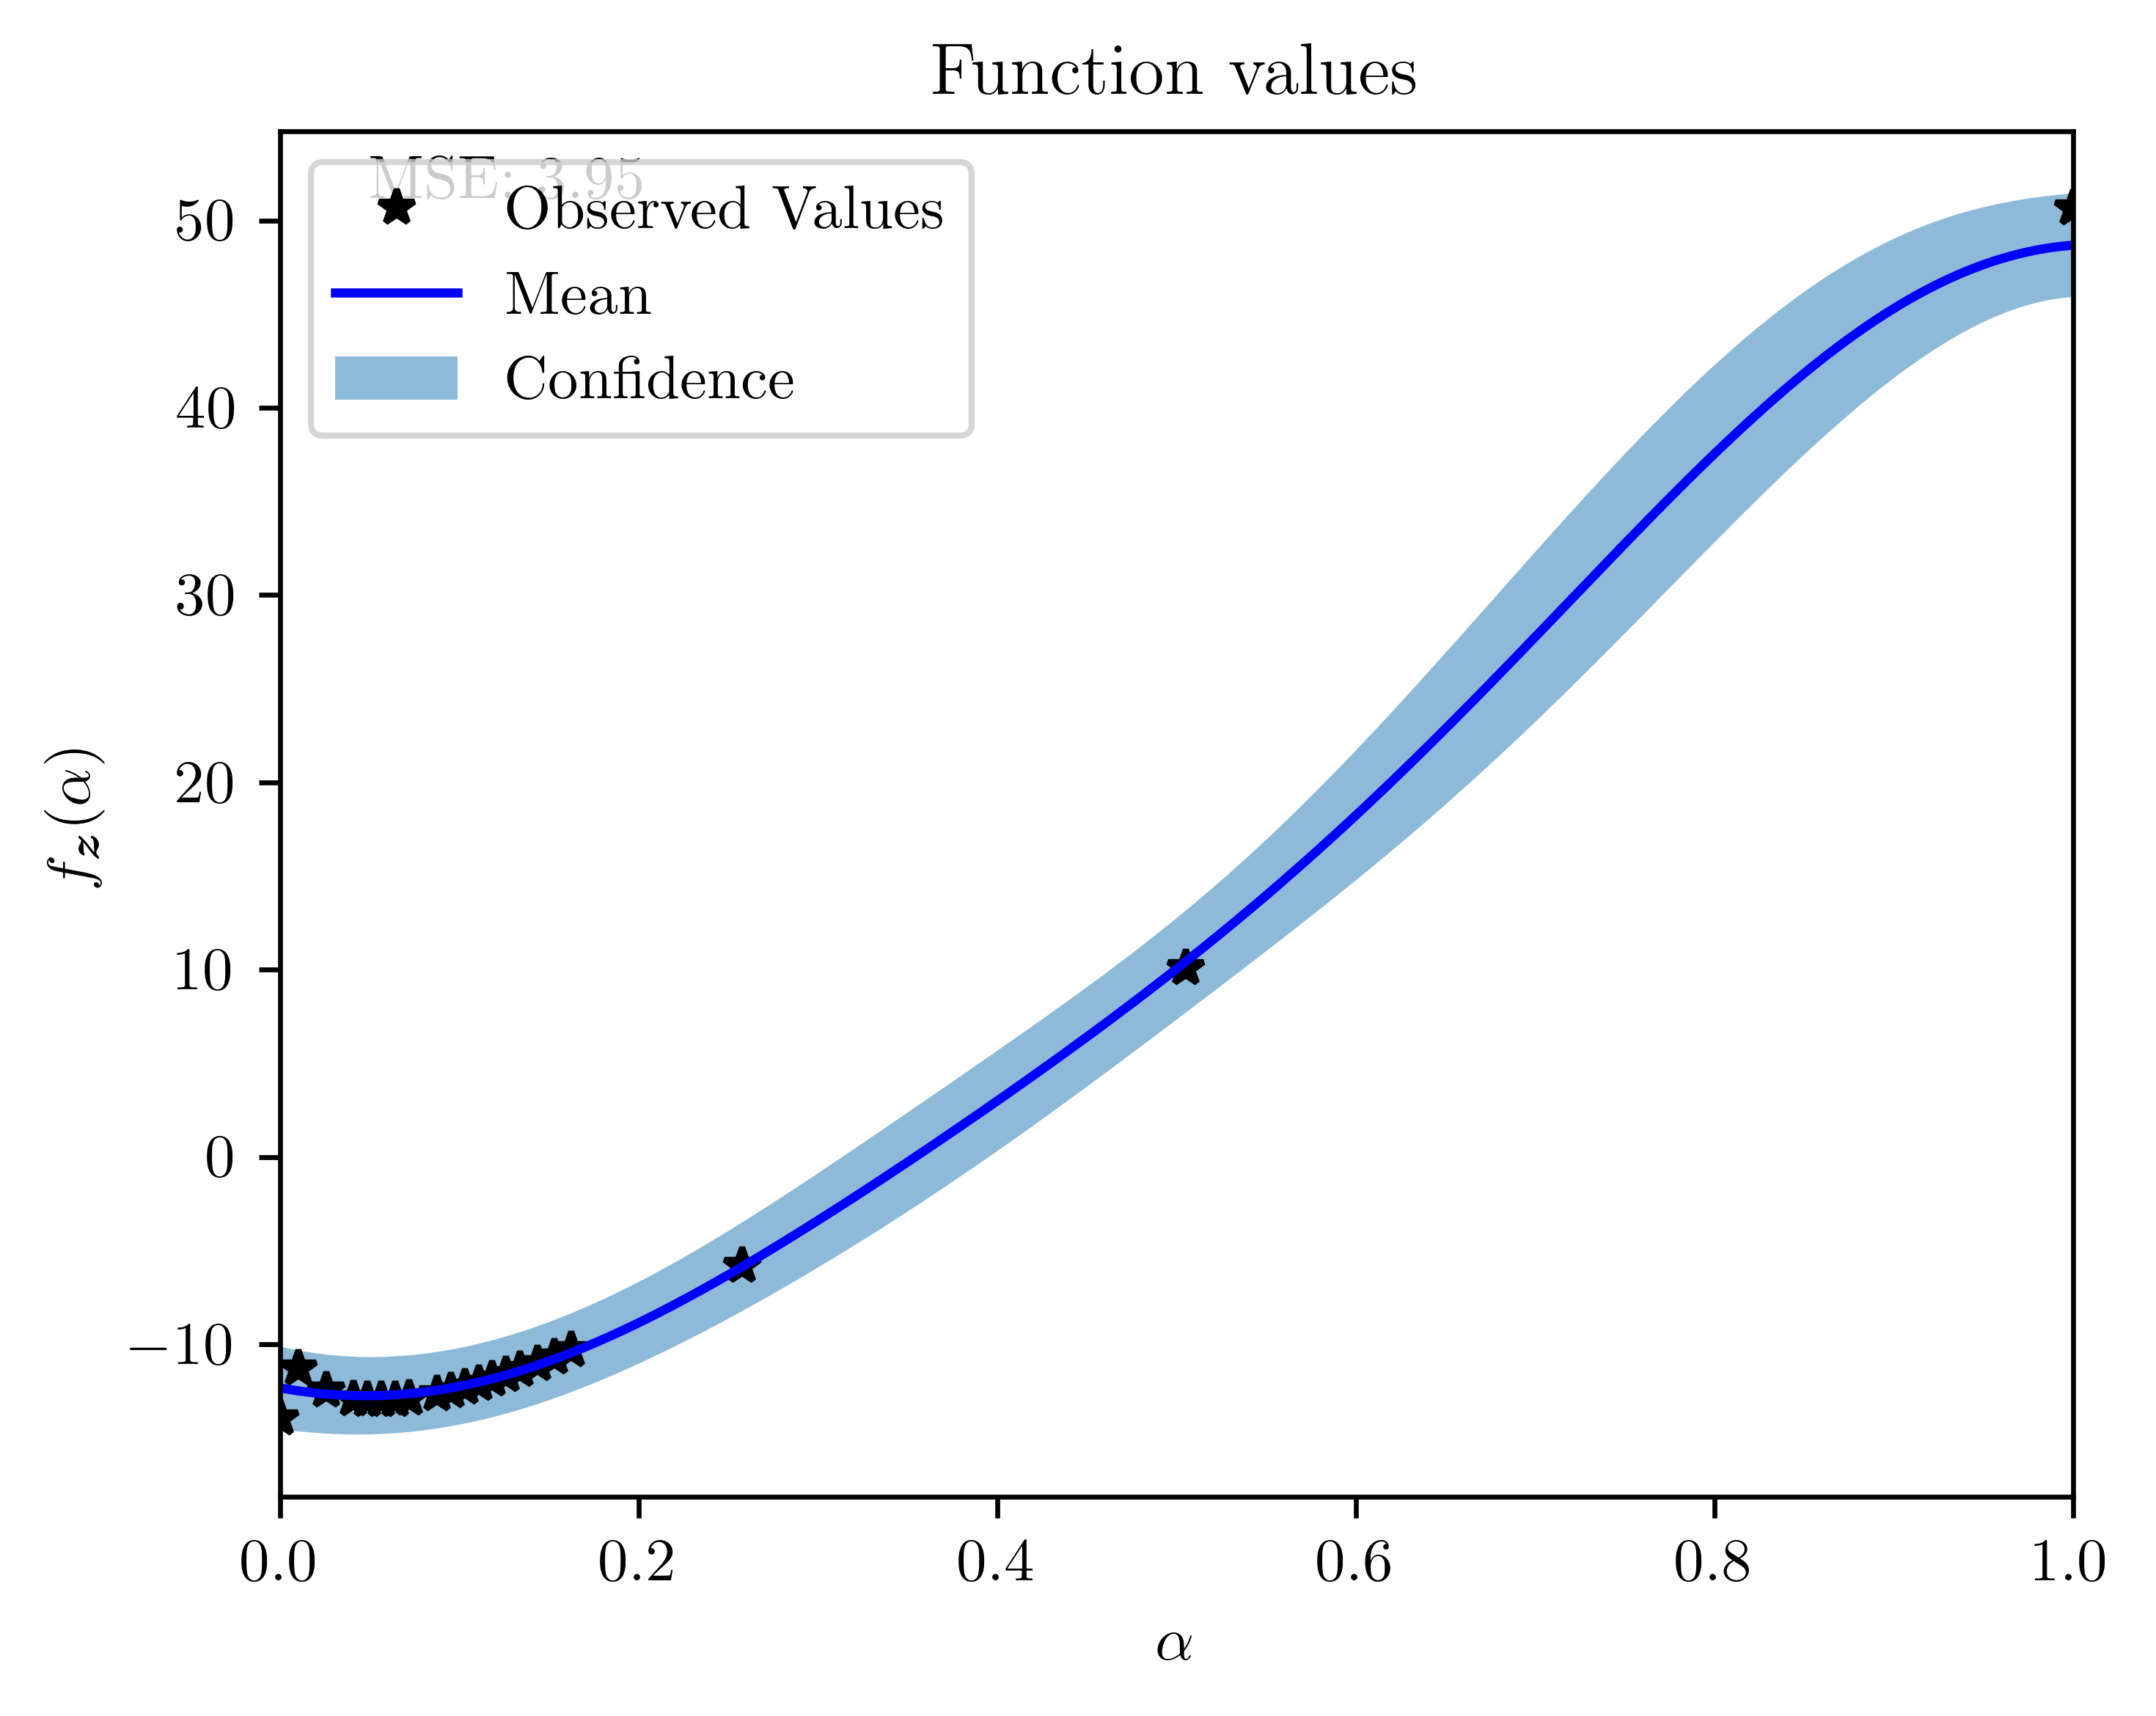 Function values
MSE: 3.95
Observed Values
Mean
Confidence
50
40
30
20
10
0
−10
f_z(α)
0.0 0.2 0.4 0.6 0.8 1.0
α